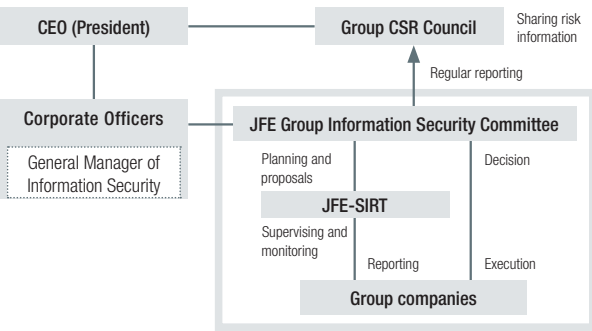 CEO (President)
Group CSR Council
Sharing risk
information
Regular reporting
Corporate Officers
General Manager of
Information Security
JFE Group Information Security Committee
Planning and
proposals
Decision
JFE-SIRT
Supervising and
monitoring
Reporting
Execution
Group companies